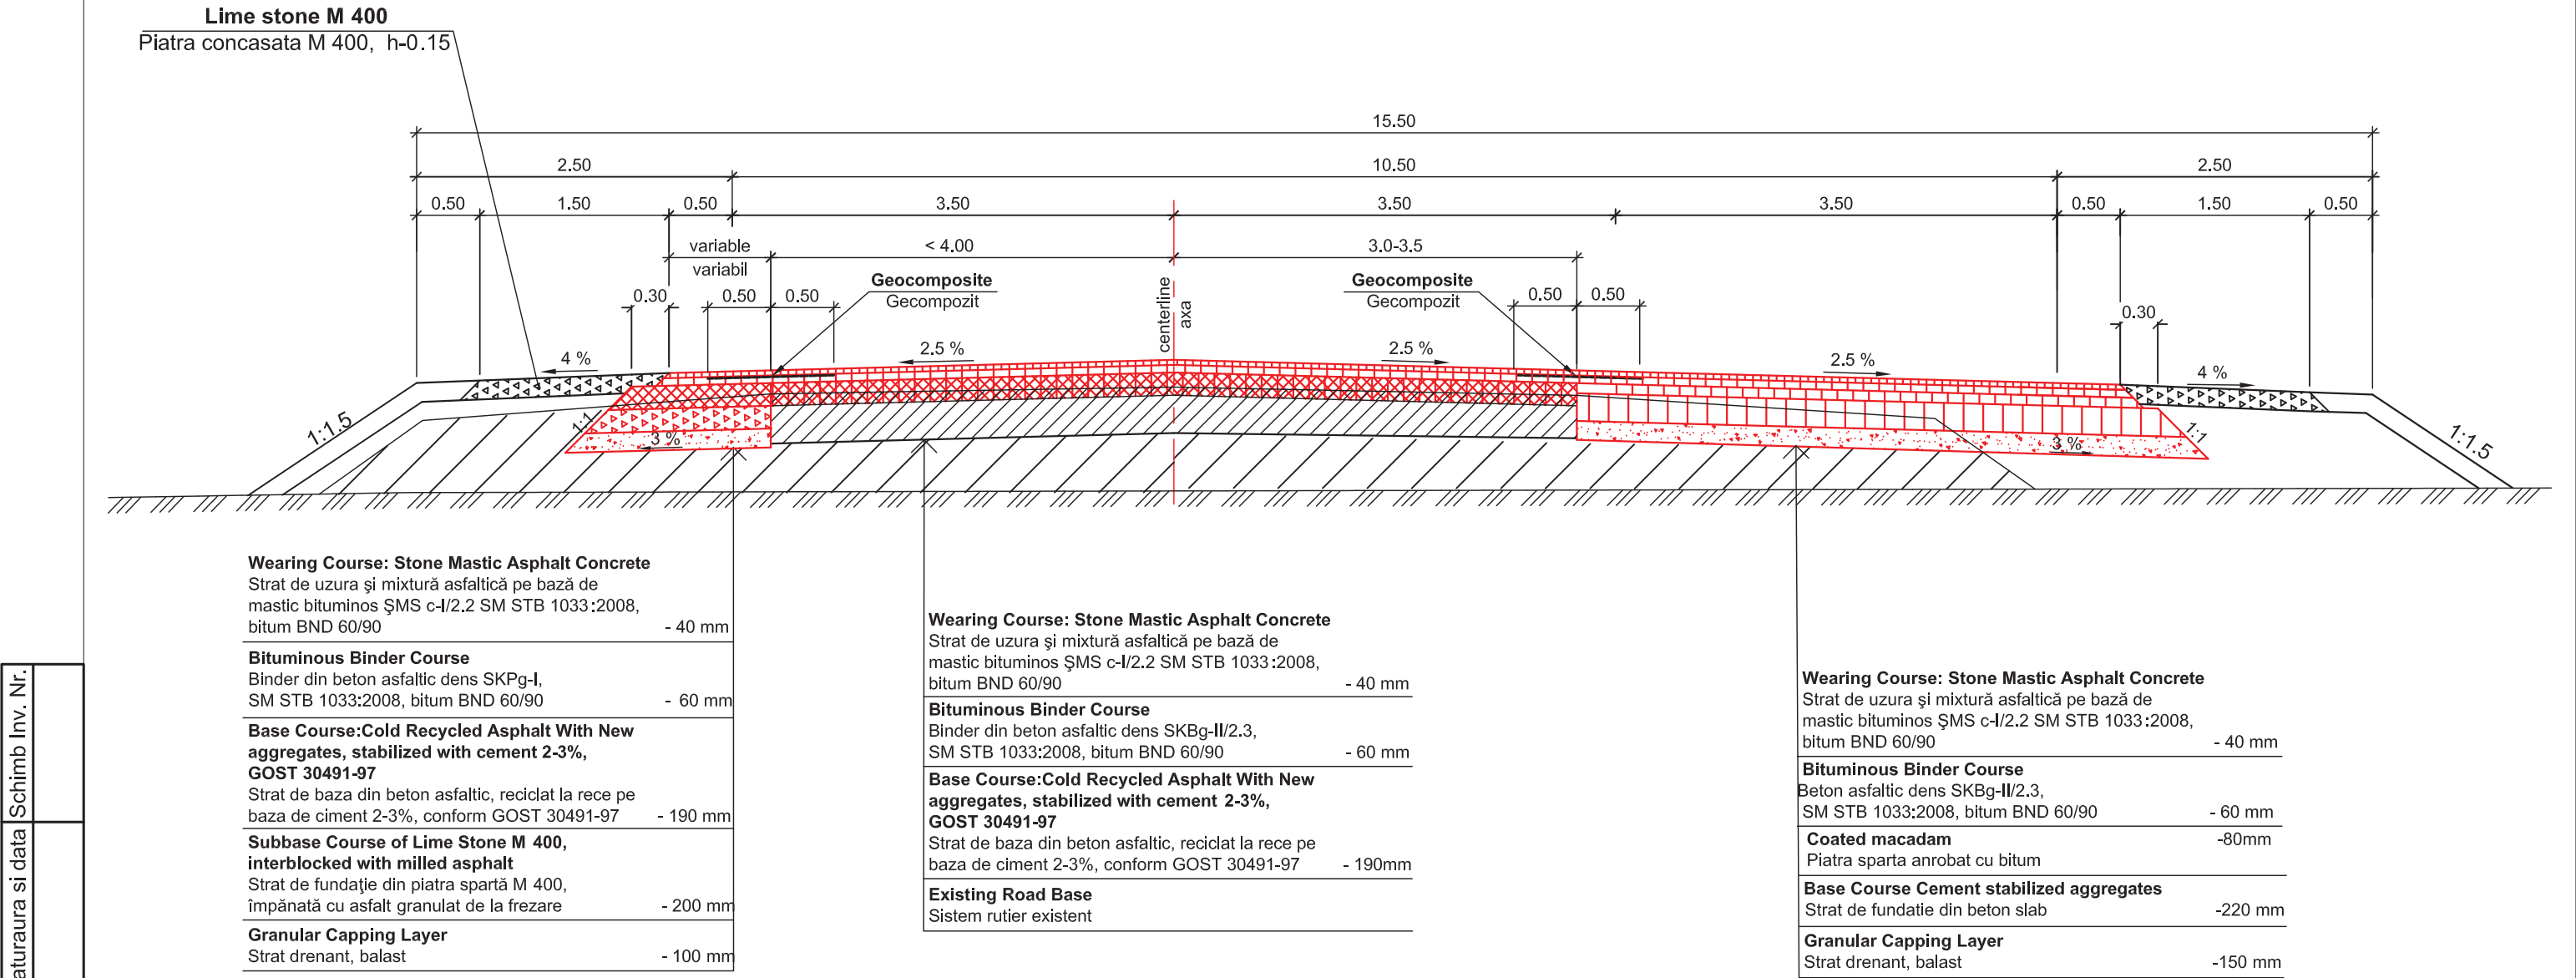 Lime stone M 400
Piatra concasata M 400, h-0.15
15.50
2.50
10.50
2.50
0.50
1.50
0.50
3.50
3.50
3.50
0.50
1.50
0.50
variable
variabil
< 4.00
3.0-3.5
Geocomposite
Gecompozit
Geocomposite
Gecompozit
centerline
axa
0.30
0.50
0.50
0.50
0.50
0.30
4 %
2.5 %
2.5 %
2.5 %
4 %
1:1.5
1:1
3 %
3 %
1:1
1:1.5
Wearing Course: Stone Mastic Asphalt Concrete
Strat de uzura şi mixtură asfaltică pe bază de
mastic bituminos ŞMS c-I/2.2 SM STB 1033:2008,
bitum BND 60/90 - 40 mm
Bituminous Binder Course
Binder din beton asfaltic dens SKPg-I,
SM STB 1033:2008, bitum BND 60/90 - 60 mm
Base Course:Cold Recycled Asphalt With New
aggregates, stabilized with cement 2-3%,
GOST 30491-97
Strat de baza din beton asfaltic, reciclat la rece pe
baza de ciment 2-3%, conform GOST 30491-97 - 190 mm
Subbase Course of Lime Stone M 400,
interblocked with milled asphalt
Strat de fundaţie din piatra spartă M 400,
împănată cu asfalt granulat de la frezare - 200 mm
Granular Capping Layer
Strat drenant, balast - 100 mm
Wearing Course: Stone Mastic Asphalt Concrete
Strat de uzura şi mixtură asfaltică pe bază de
mastic bituminos ŞMS c-I/2.2 SM STB 1033:2008,
bitum BND 60/90 - 40 mm
Bituminous Binder Course
Binder din beton asfaltic dens SKBg-II/2.3,
SM STB 1033:2008, bitum BND 60/90 - 60 mm
Base Course:Cold Recycled Asphalt With New
aggregates, stabilized with cement 2-3%,
GOST 30491-97
Strat de baza din beton asfaltic, reciclat la rece pe
baza de ciment 2-3%, conform GOST 30491-97 - 190mm
Existing Road Base
Sistem rutier existent
Wearing Course: Stone Mastic Asphalt Concrete
Strat de uzura şi mixtură asfaltică pe bază de
mastic bituminos ŞMS c-I/2.2 SM STB 1033:2008,
bitum BND 60/90 - 40 mm
Bituminous Binder Course
Beton asfaltic dens SKBg-II/2.3,
SM STB 1033:2008, bitum BND 60/90 - 60 mm
Coated macadam -80mm
Piatra sparta anrobat cu bitum
Base Course Cement stabilized aggregates
Strat de fundatie din beton slab -220 mm
Granular Capping Layer
Strat drenant, balast -150 mm
Schimb Inv. Nr.
aturaura si data